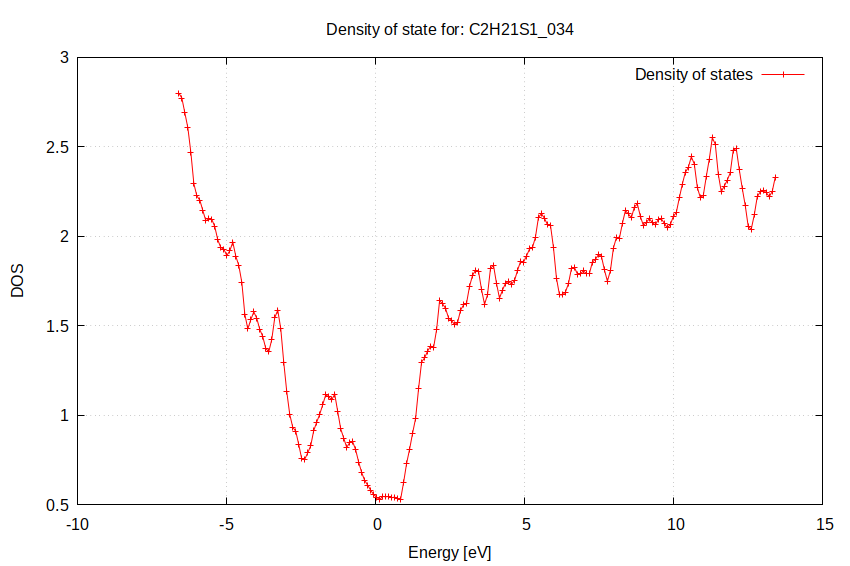 Density of state for: C2H21S1_034
Density of states
3
2.5
2
1.5
1
0.5
DOS
-10 -5 0 5 10 15
Energy [eV]